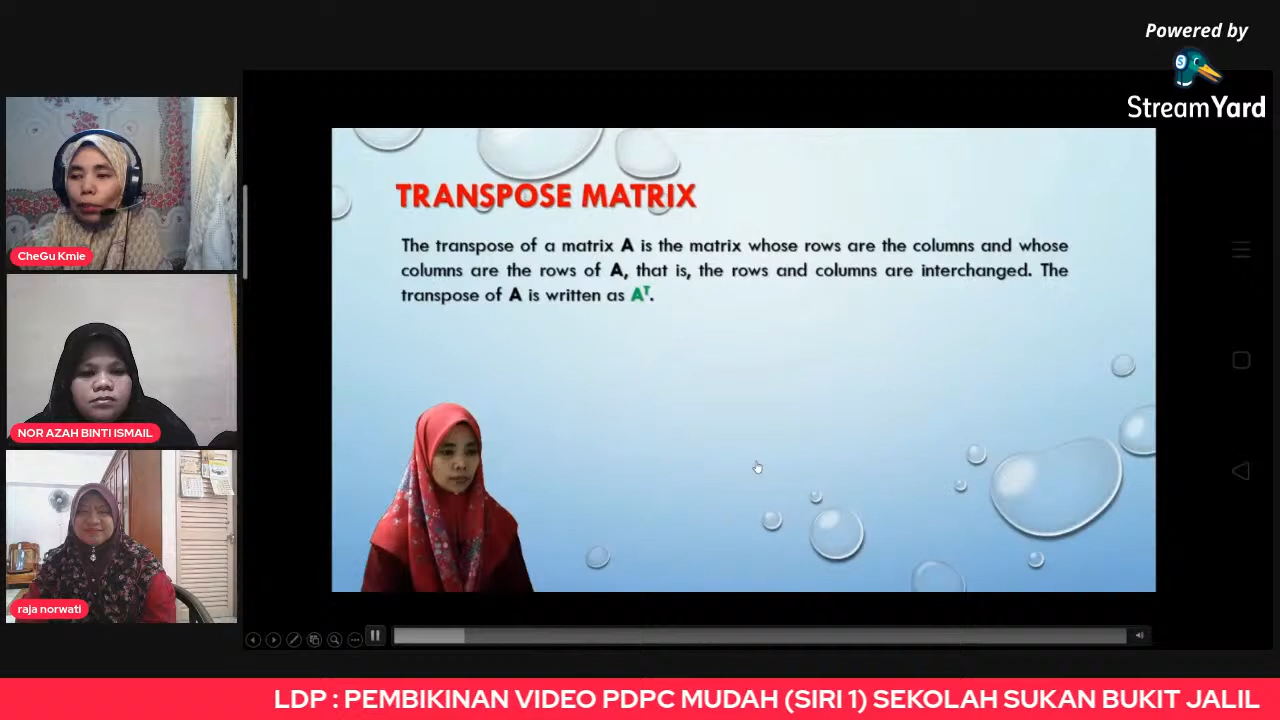 Powered by
StreamYard
TRANSPOSE MATRIX
The transpose of a matrix A is the matrix whose rows are the columns and whose
columns are the rows of A, that is, the rows and columns are interchanged. The
transpose of A is written as Aᵀ.
CheGu Kmie
NOR AZAH BINTI ISMAIL
raja norwati
LDP : PEMBIKINAN VIDEO PDPC MUDAH (SIRI 1) SEKOLAH SUKAN BUKIT JALIL